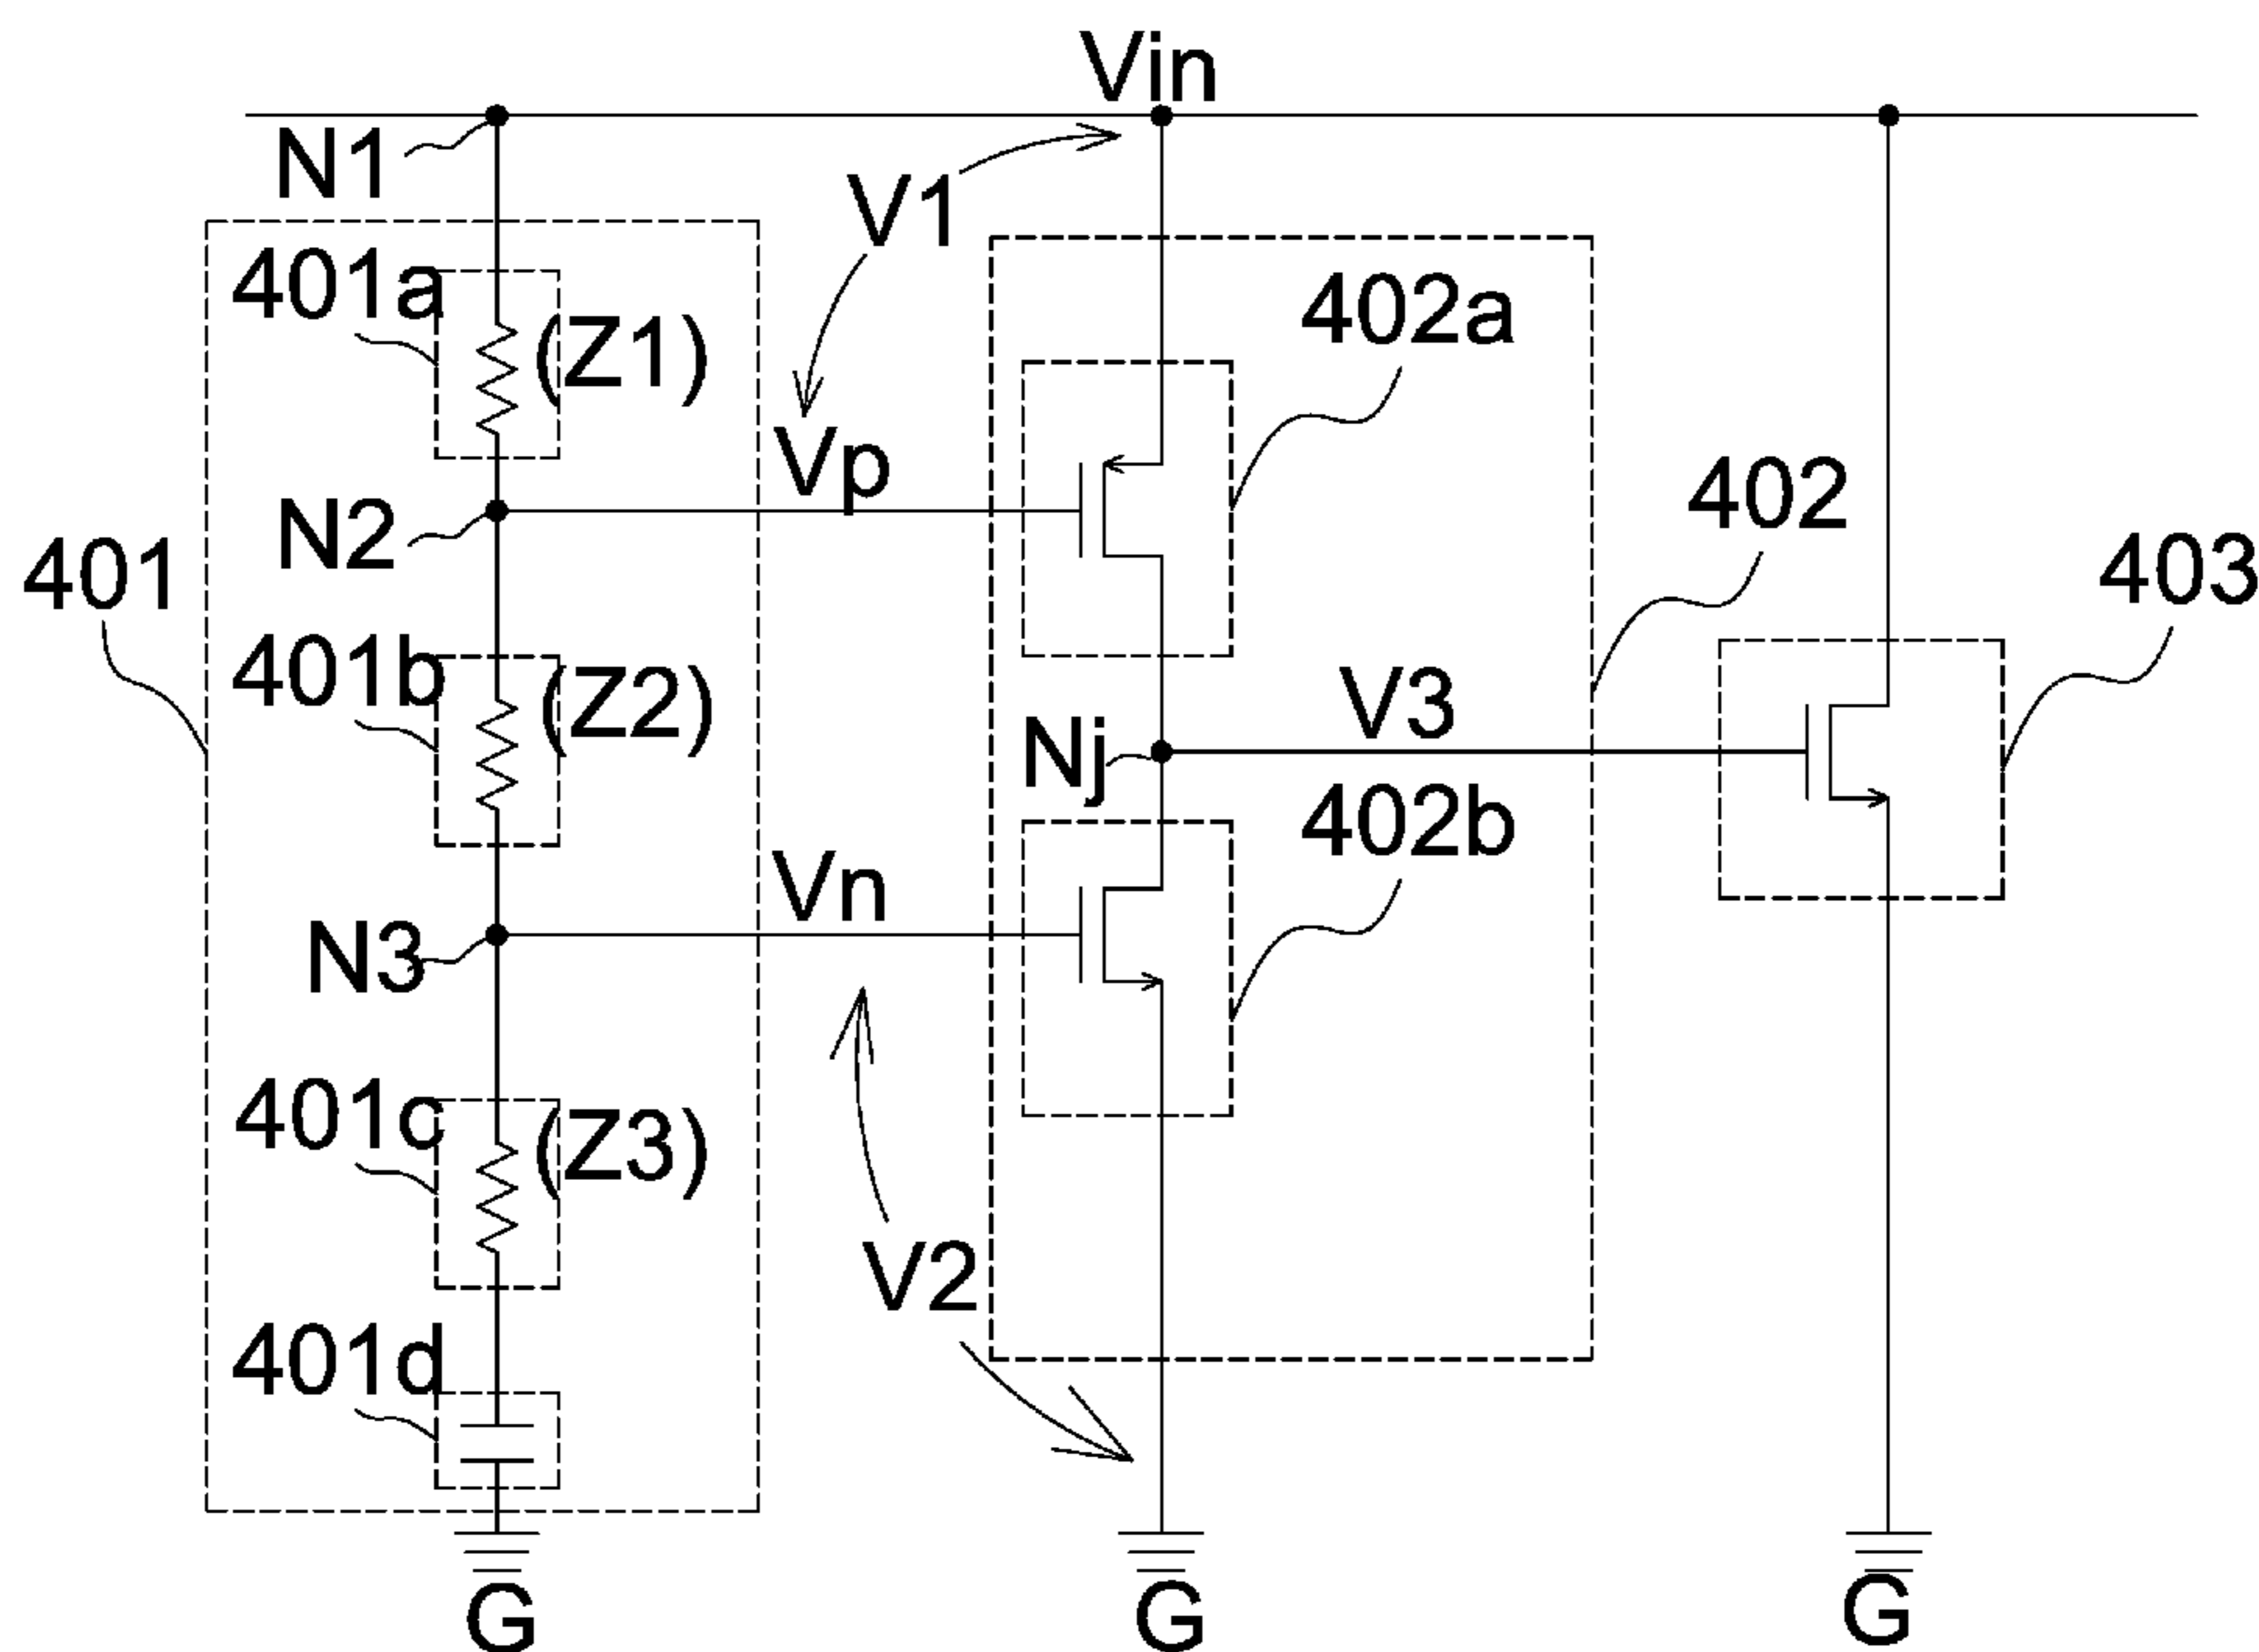 Vin
N1
V1
401a
(Z1)
402a
Vp
N2
402
401
403
401b
(Z2)
V3
Nj
402b
Vn
N3
401c
(Z3)
V2
401d
G
G
G